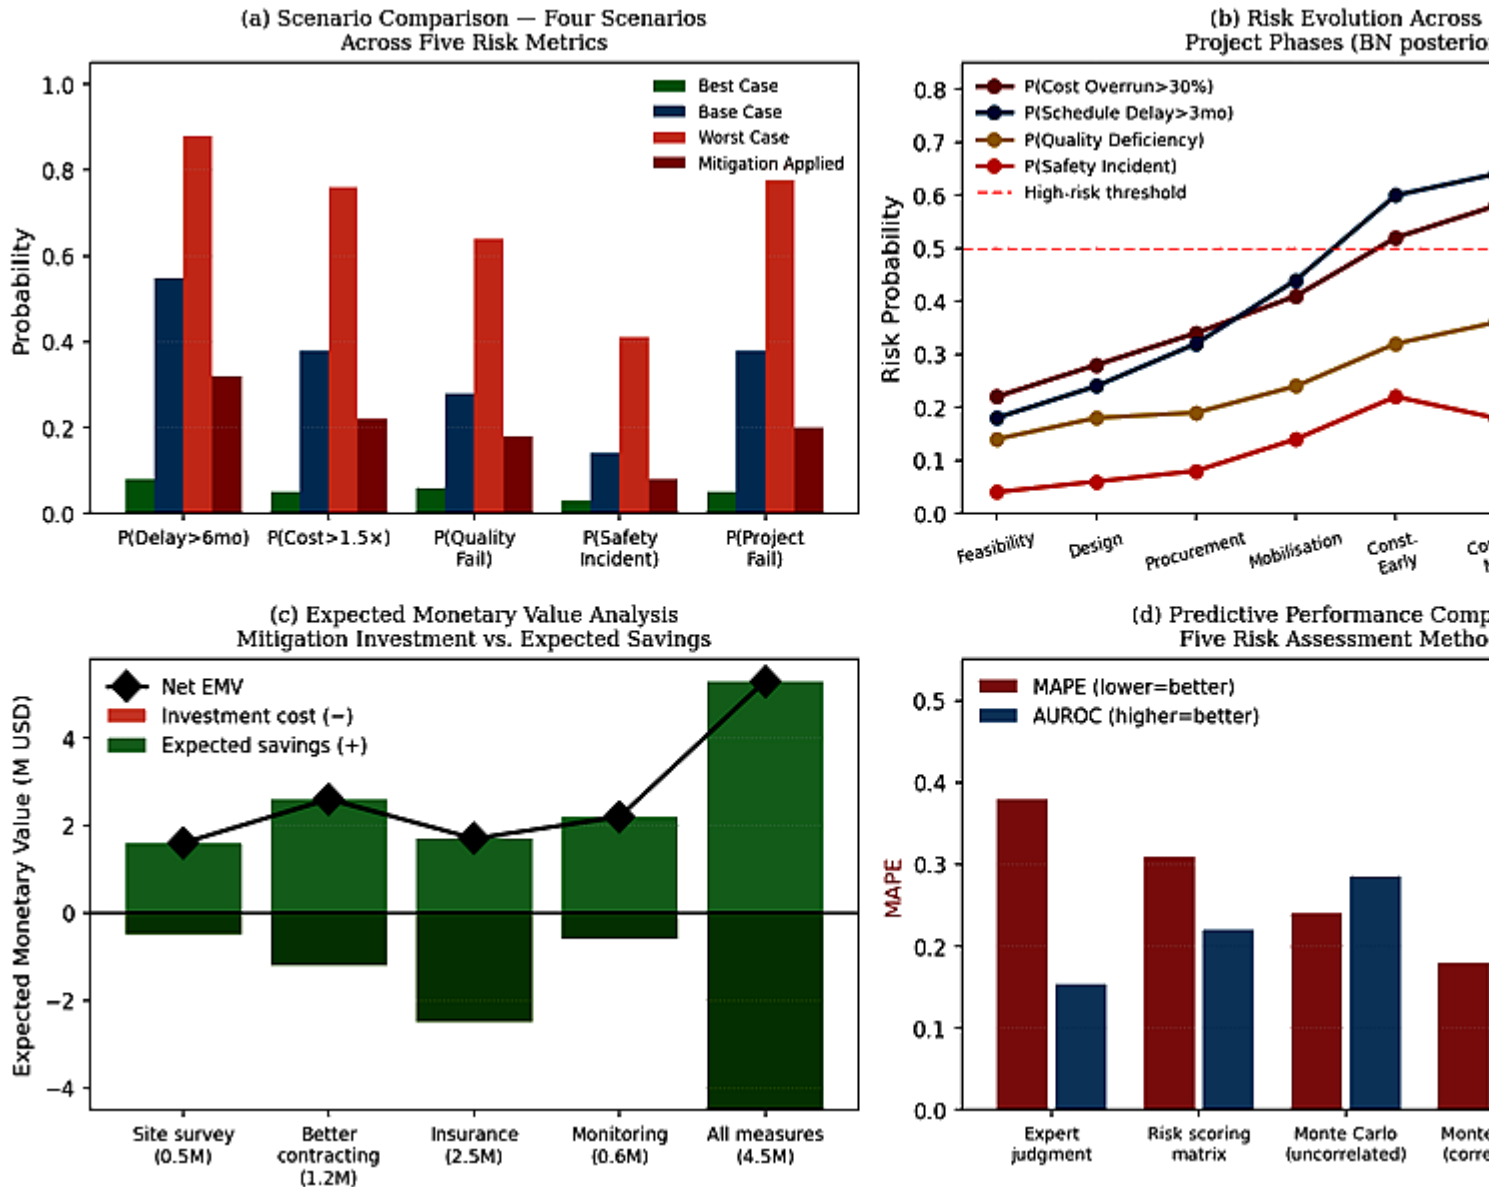 (a) Scenario Comparison — Four Scenarios
Across Five Risk Metrics
Probability
1.0
0.8
0.6
0.4
0.2
0.0
Best Case
Base Case
Worst Case
Mitigation Applied
P(Delay>6mo)
P(Cost>1.5×)
P(Quality
Fail)
P(Safety
Incident)
P(Project
Fail)
(b) Risk Evolution Across
Project Phases (BN posterio
Risk Probability
0.8
0.7
0.6
0.5
0.4
0.3
0.2
0.1
0.0
P(Cost Overrun>30%)
P(Schedule Delay>3mo)
P(Quality Deficiency)
P(Safety Incident)
High-risk threshold
Feasibility
Design
Procurement
Mobilisation
Const.
Early
(c) Expected Monetary Value Analysis
Mitigation Investment vs. Expected Savings
Expected Monetary Value (M USD)
4
2
0
−2
−4
Net EMV
Investment cost (−)
Expected savings (+)
Site survey
(0.5M)
Better
contracting
(1.2M)
Insurance
(2.5M)
Monitoring
(0.6M)
All measures
(4.5M)
(d) Predictive Performance Comp
Five Risk Assessment Metho
MAPE
0.5
0.4
0.3
0.2
0.1
0.0
MAPE (lower=better)
AUROC (higher=better)
Expert
judgment
Risk scoring
matrix
Monte Carlo
(uncorrelated)
Monte
(corre